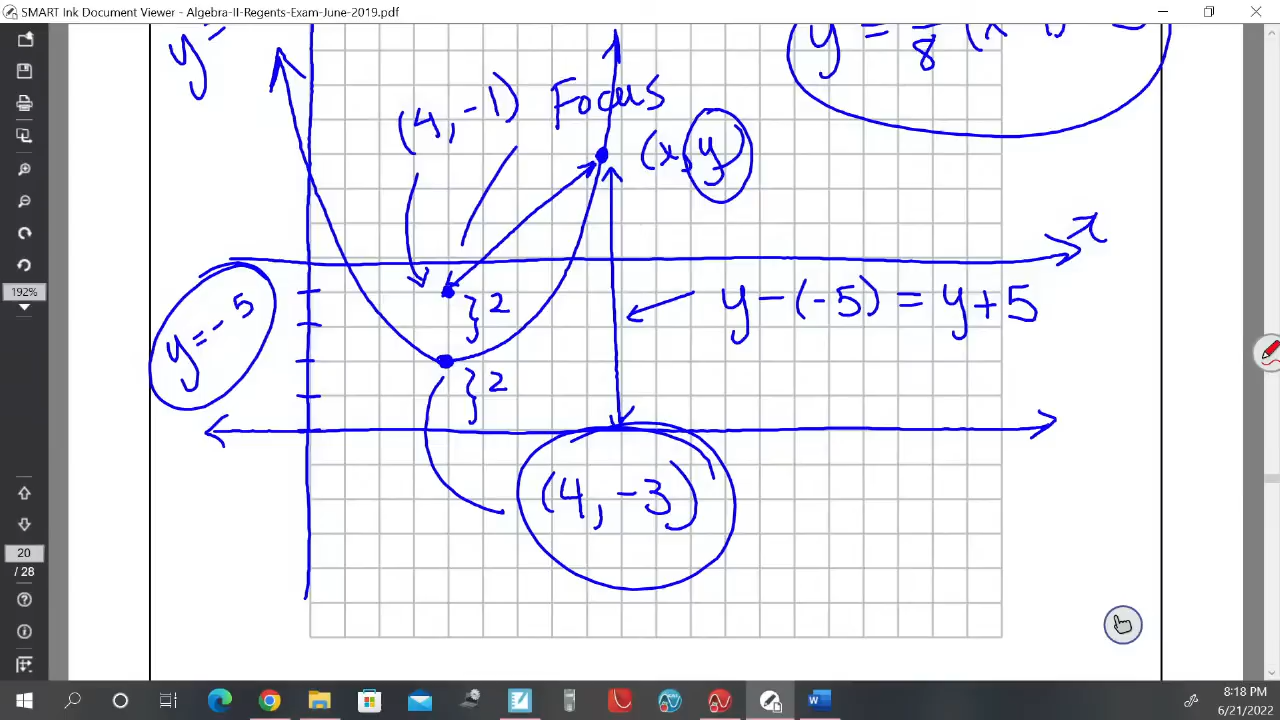 SMART Ink Document Viewer - Algebra-II-Regents-Exam-June-2019.pdf
y=
y =
8
(4, -1) Focus
(x, y)
x
y=-5
}2
y-(-5) = y+5
}2
(4, -3)
192%
20
/ 28
8:18 PM
6/21/2022